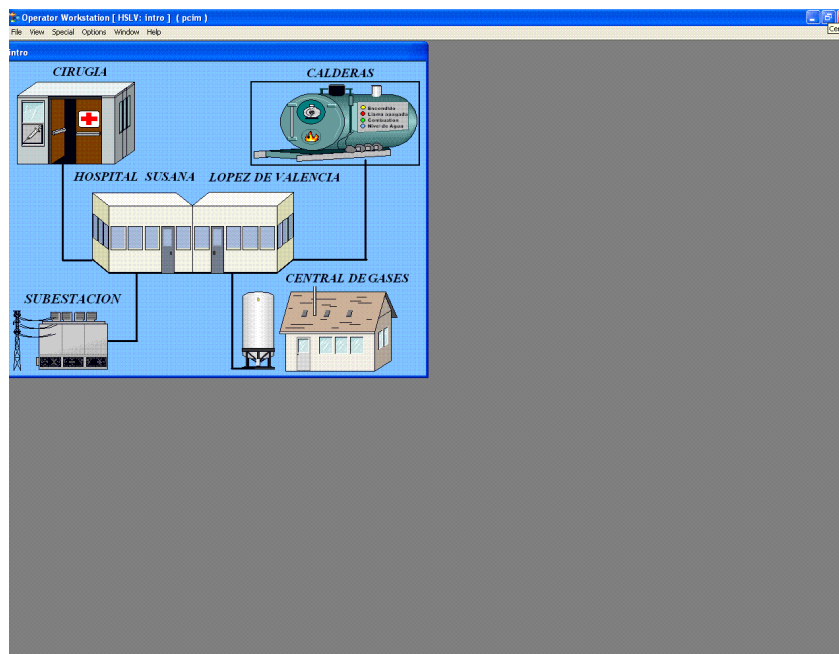 Operator Workstation [ HSLV: intro ] ( pcim )
File View Special Options Window Help
Cer
intro
CIRUGIA
CALDERAS
Encendido
Llama apagada
Combustion
Nivel de Agua
HOSPITAL SUSANA LOPEZ DE VALENCIA
CENTRAL DE GASES
SUBESTACION